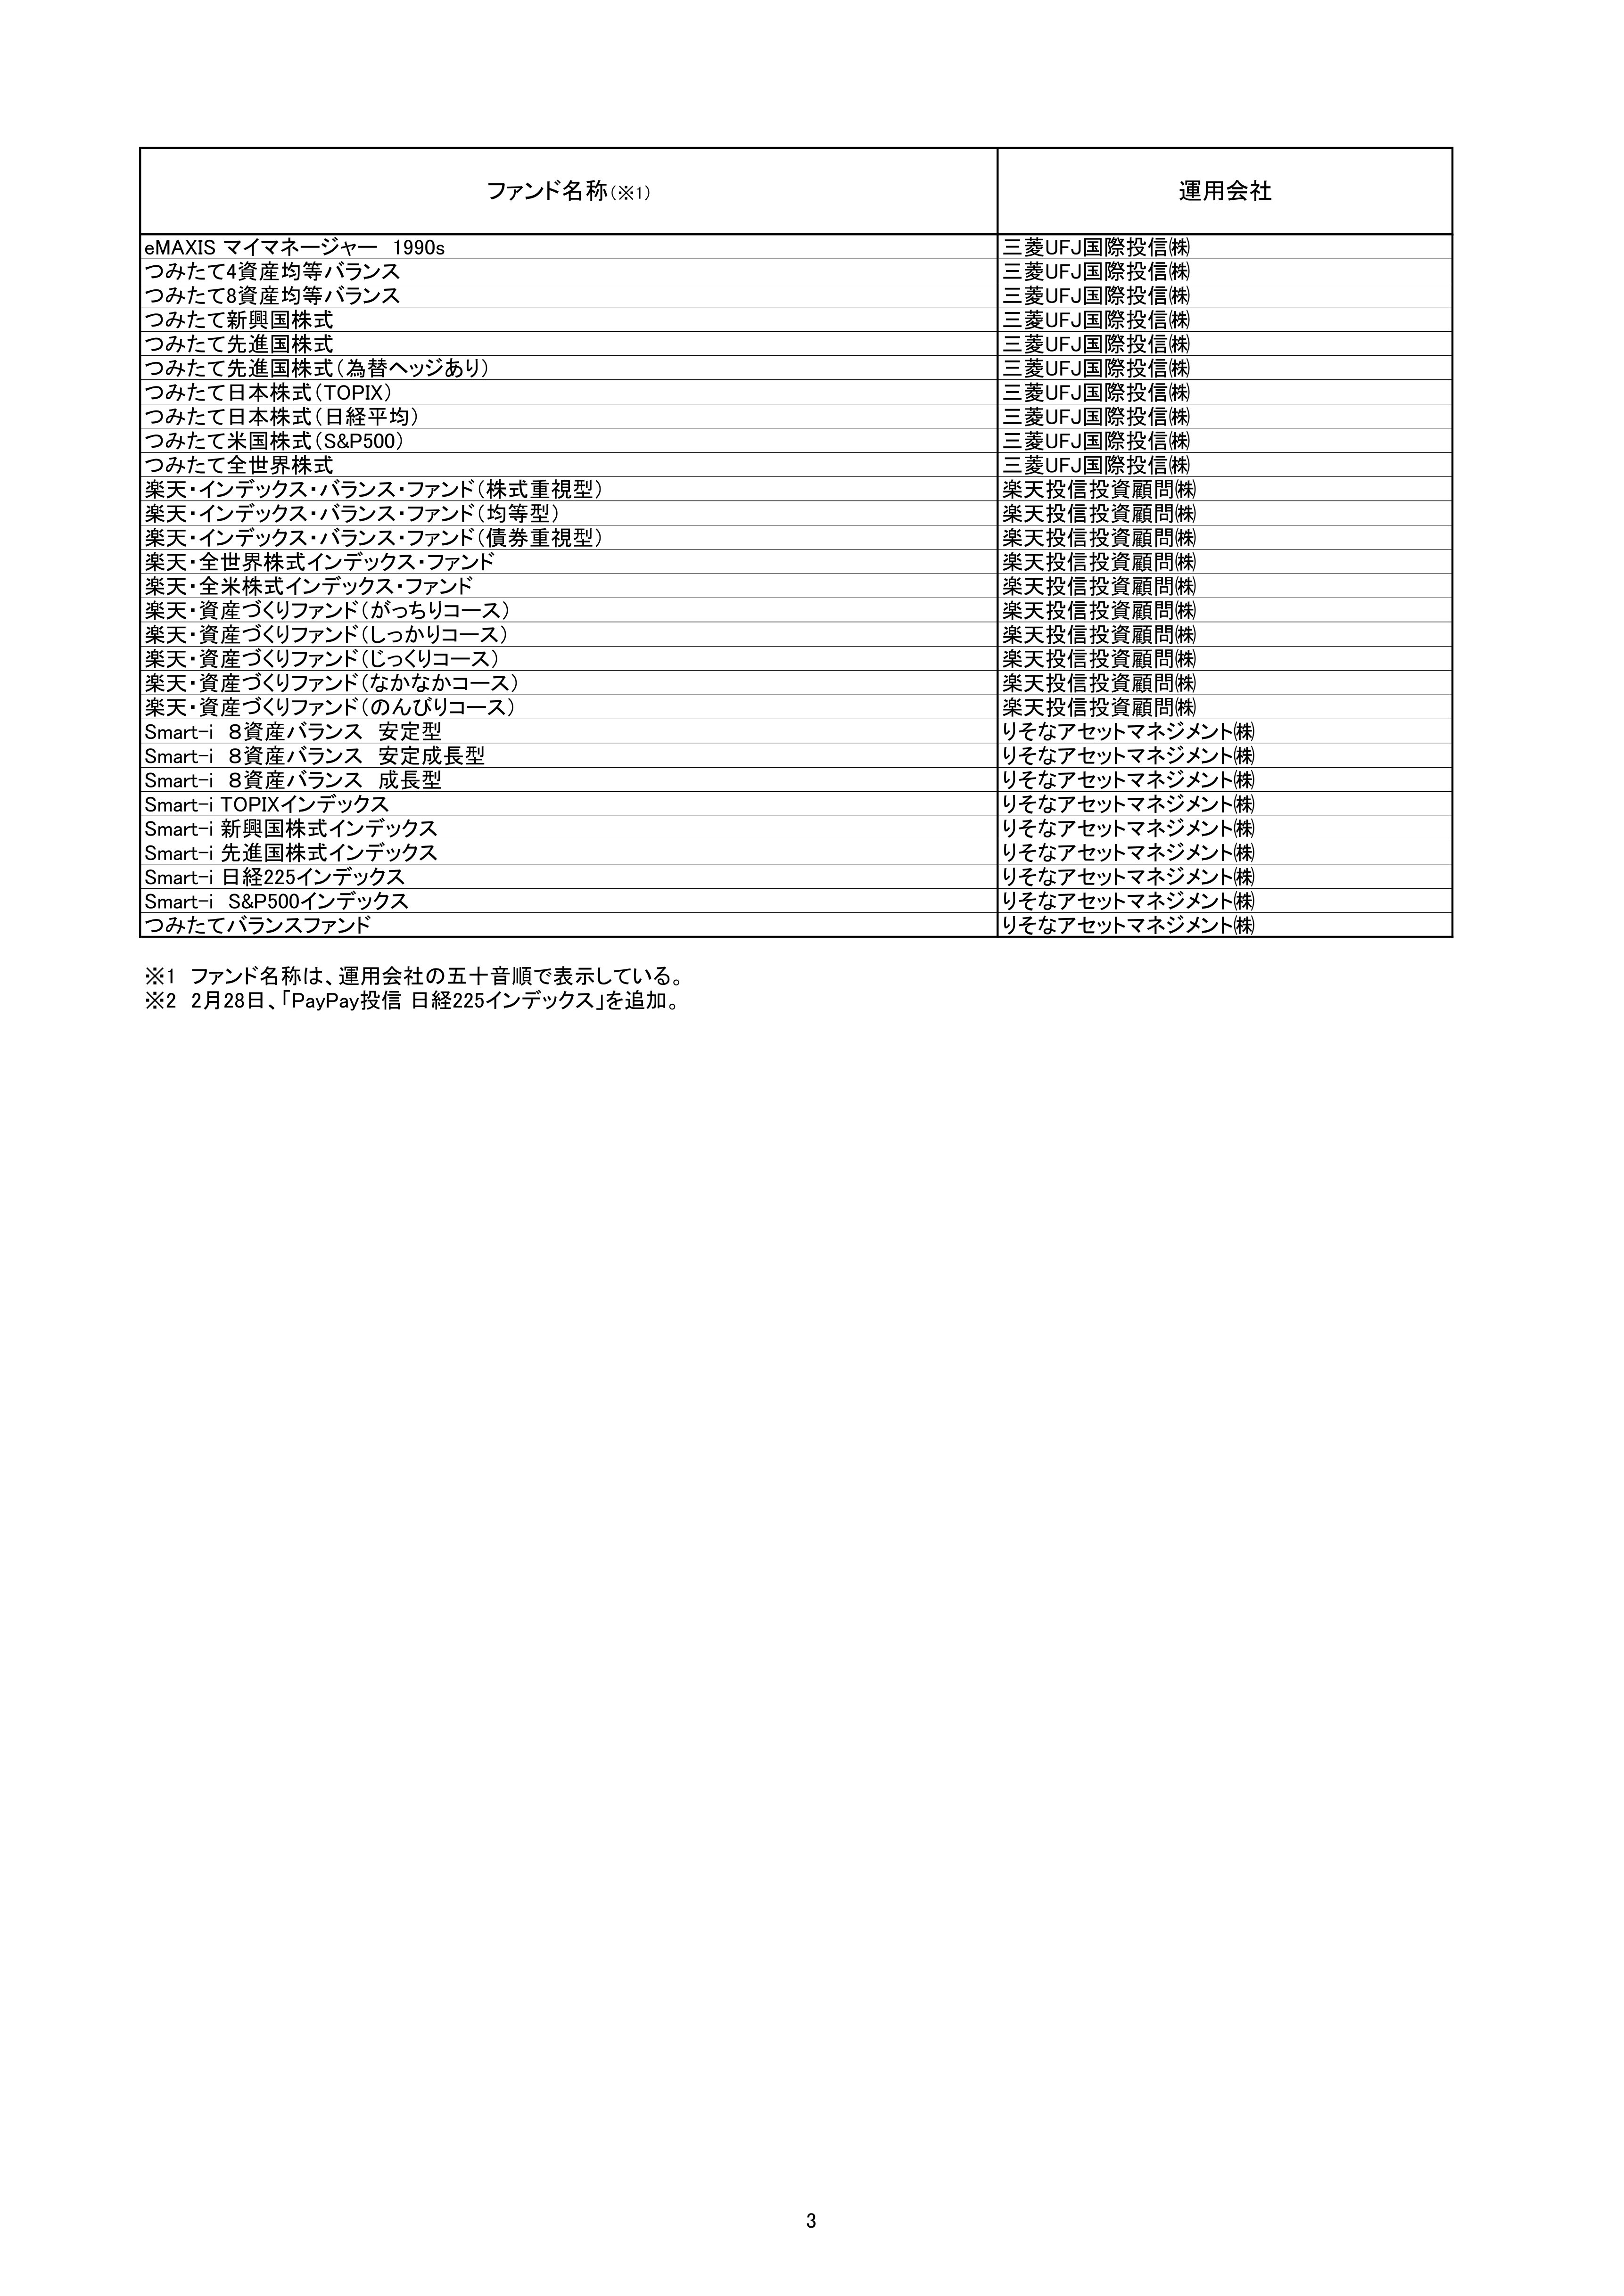 ファンド名称(※1) 運用会社
eMAXIS マイマネージャー 1990s 三菱UFJ国際投信㈱
つみたて4資産均等バランス 三菱UFJ国際投信㈱
つみたて8資産均等バランス 三菱UFJ国際投信㈱
つみたて新興国株式 三菱UFJ国際投信㈱
つみたて先進国株式 三菱UFJ国際投信㈱
つみたて先進国株式(為替ヘッジあり) 三菱UFJ国際投信㈱
つみたて日本株式(TOPIX) 三菱UFJ国際投信㈱
つみたて日本株式(日経平均) 三菱UFJ国際投信㈱
つみたて米国株式(S&P500) 三菱UFJ国際投信㈱
つみたて全世界株式 三菱UFJ国際投信㈱
楽天・インデックス・バランス・ファンド(株式重視型) 楽天投信投資顧問㈱
楽天・インデックス・バランス・ファンド(均等型) 楽天投信投資顧問㈱
楽天・インデックス・バランス・ファンド(債券重視型) 楽天投信投資顧問㈱
楽天・全世界株式インデックス・ファンド 楽天投信投資顧問㈱
楽天・全米株式インデックス・ファンド 楽天投信投資顧問㈱
楽天・資産づくりファンド(がっちりコース) 楽天投信投資顧問㈱
楽天・資産づくりファンド(しっかりコース) 楽天投信投資顧問㈱
楽天・資産づくりファンド(じっくりコース) 楽天投信投資顧問㈱
楽天・資産づくりファンド(なかなかコース) 楽天投信投資顧問㈱
楽天・資産づくりファンド(のんびりコース) 楽天投信投資顧問㈱
Smart-i 8資産バランス 安定型 りそなアセットマネジメント㈱
Smart-i 8資産バランス 安定成長型 りそなアセットマネジメント㈱
Smart-i 8資産バランス 成長型 りそなアセットマネジメント㈱
Smart-i TOPIXインデックス りそなアセットマネジメント㈱
Smart-i 新興国株式インデックス りそなアセットマネジメント㈱
Smart-i 先進国株式インデックス りそなアセットマネジメント㈱
Smart-i 日経225インデックス りそなアセットマネジメント㈱
Smart-i S&P500インデックス りそなアセットマネジメント㈱
つみたてバランスファンド りそなアセットマネジメント㈱
※1 ファンド名称は、運用会社の五十音順で表示している。
※2 2月28日、「PayPay投信 日経225インデックス」を追加。
3